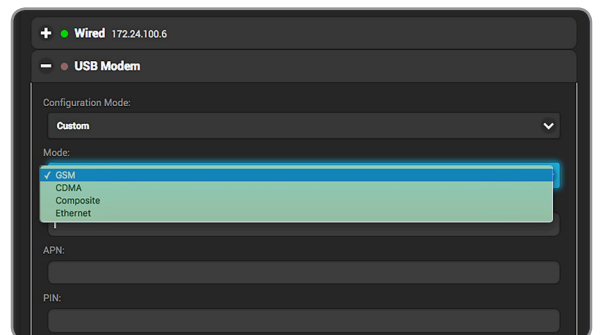 Wired 172.24.100.6
USB Modem
Configuration Mode:
Custom
Mode:
✓ GSM
CDMA
Composite
Ethernet
APN:
PIN: